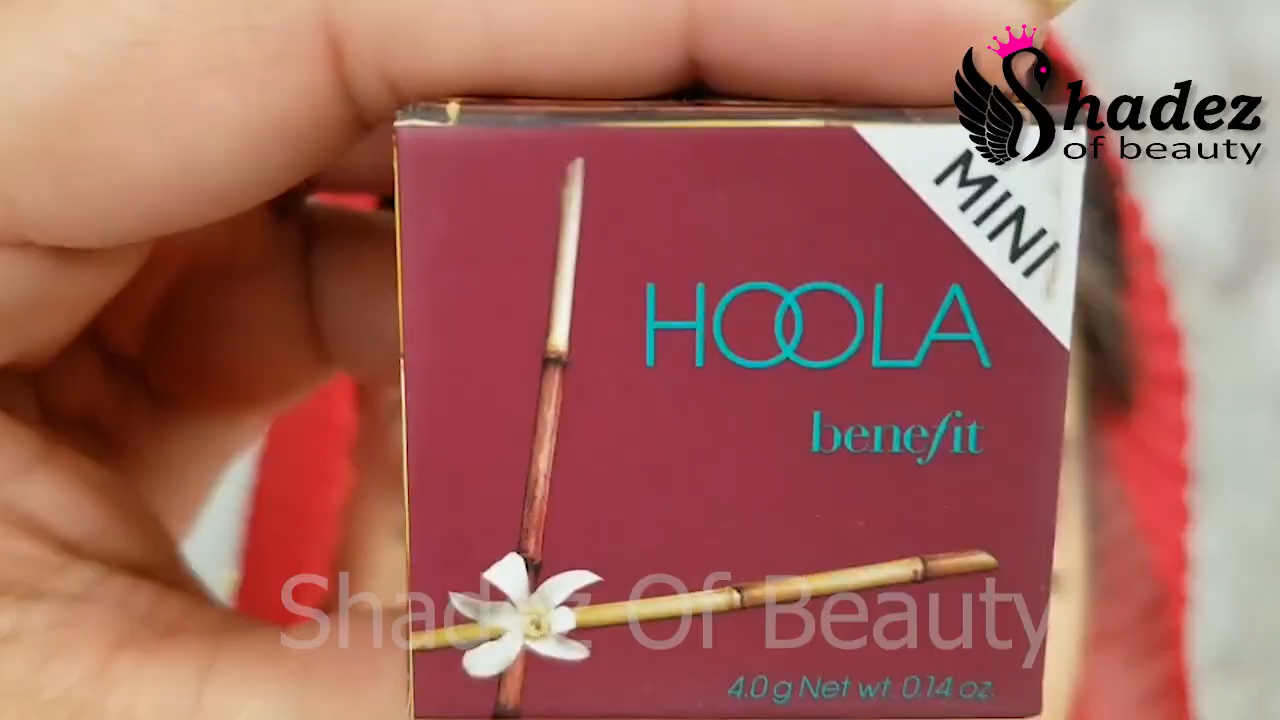 Shadez
of beauty
MINI
HOOLA
benefit
Shadez Of Beauty
4.0 g Net wt. 0.14 oz.